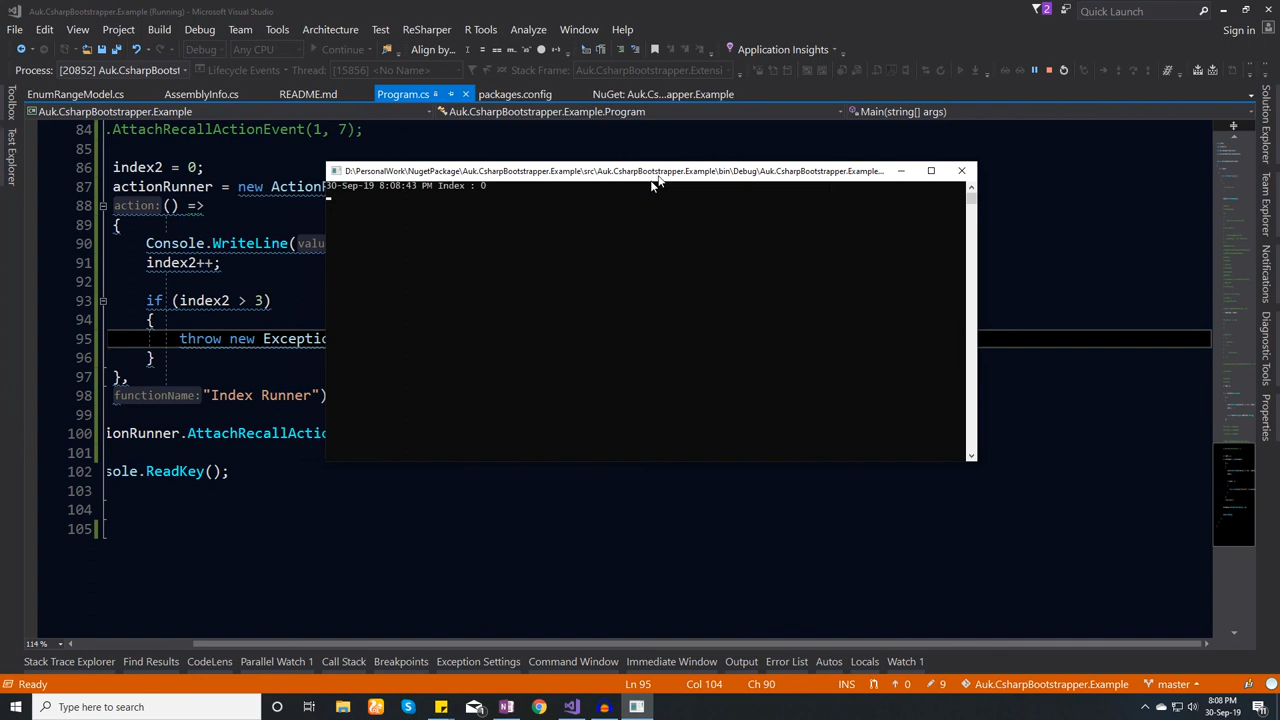 Auk.CsharpBootstrapper.Example (Running) - Microsoft Visual Studio
2
Quick Launch
File Edit View Project Build Debug Team Tools Architecture Test ReSharper R Tools Analyze Window Help
Sign in
Debug Any CPU Continue Align by... Application Insights
Process: [20852] Auk.CsharpBootst Lifecycle Events Thread: [15856] <No Name> Stack Frame: Auk.CsharpBootstrapper.Extensi
EnumRangeModel.cs AssemblyInfo.cs README.md Program.cs packages.config NuGet: Auk.Cs...apper.Example
Auk.CsharpBootstrapper.Example Auk.CsharpBootstrapper.Example.Program Main(string[] args)
Toolbox
Test Explorer
84 .AttachRecallActionEvent(1, 7);
85
86 index2 = 0;
87 actionRunner = new ActionR
88 action: () =>
89 {
90 Console.WriteLine( valu
91 index2++;
92
93 if (index2 > 3)
94 {
95 throw new Exceptio
96 }
97 },
98 functionName: "Index Runner")
99
100 ionRunner.AttachRecallActio
101
102 sole.ReadKey();
103
104
105
D:\PersonalWork\NugetPackage\Auk.CsharpBootstrapper.Example\src\Auk.CsharpBootstrapper.Example\bin\Debug\Auk.CsharpBootstrapper.Example...
30-Sep-19 8:08:43 PM Index : 0
Solution Explorer
Team Explorer
Notifications
Diagnostic Tools
Properties
114 %
Stack Trace Explorer Find Results CodeLens Parallel Watch 1 Call Stack Breakpoints Exception Settings Command Window Immediate Window Output Error List Autos Locals Watch 1
Ready Ln 95 Col 104 Ch 90 INS 0 9 Auk.CsharpBootstrapper.Example master
Type here to search
8:08 PM
30-Sep-19